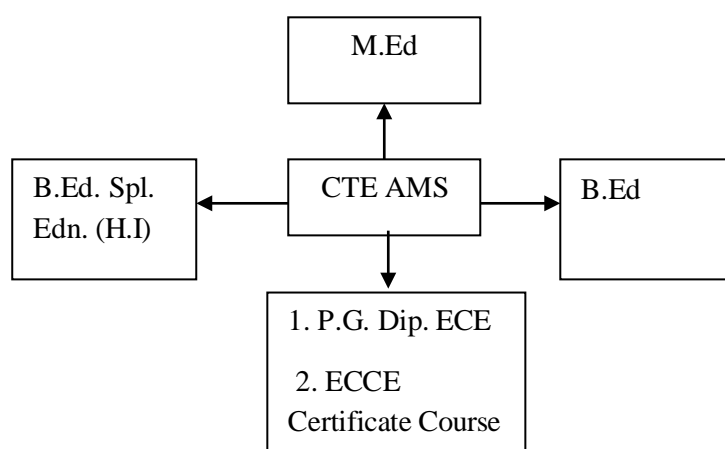 M.Ed
B.Ed. Spl.
Edn. (H.I)
CTE AMS
B.Ed
1. P.G. Dip. ECE
2. ECCE
Certificate Course